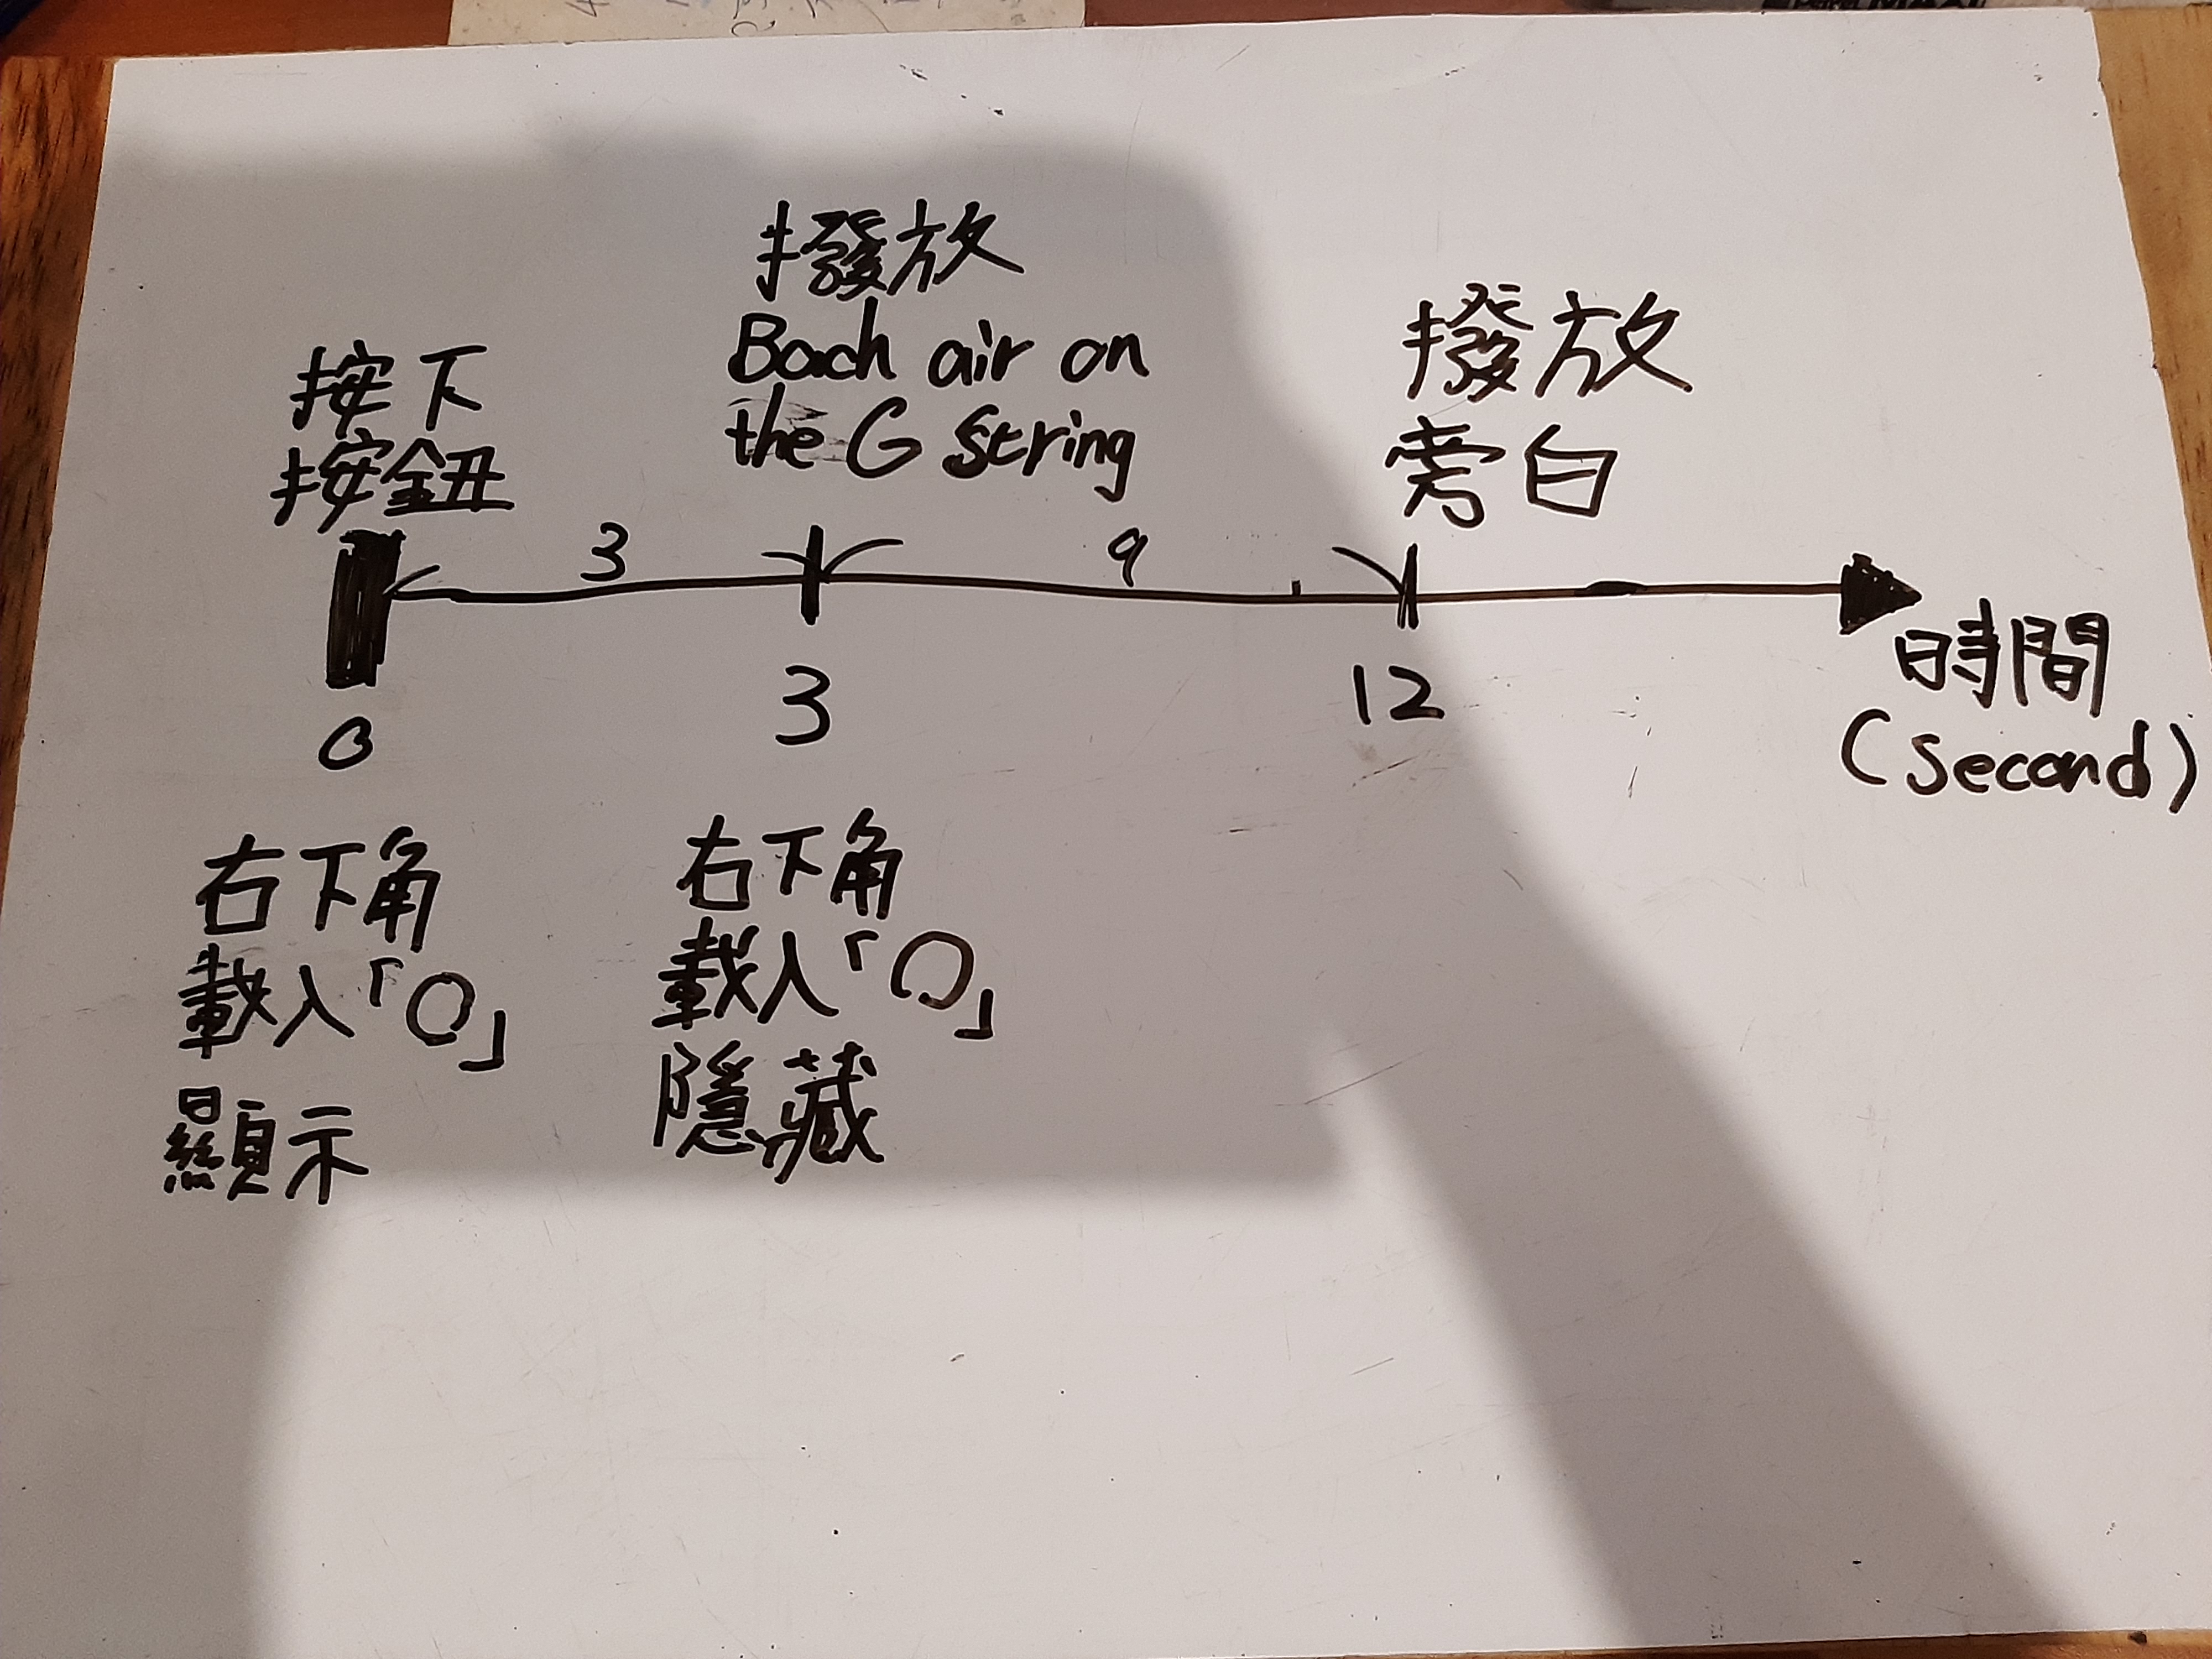 撥放
Bach air on
the G string
按下
按鈕
撥放
旁白
3
9
0
3
12
時間
(second)
右下角
載入「○」
顯示
右下角
載入「○」
隱藏